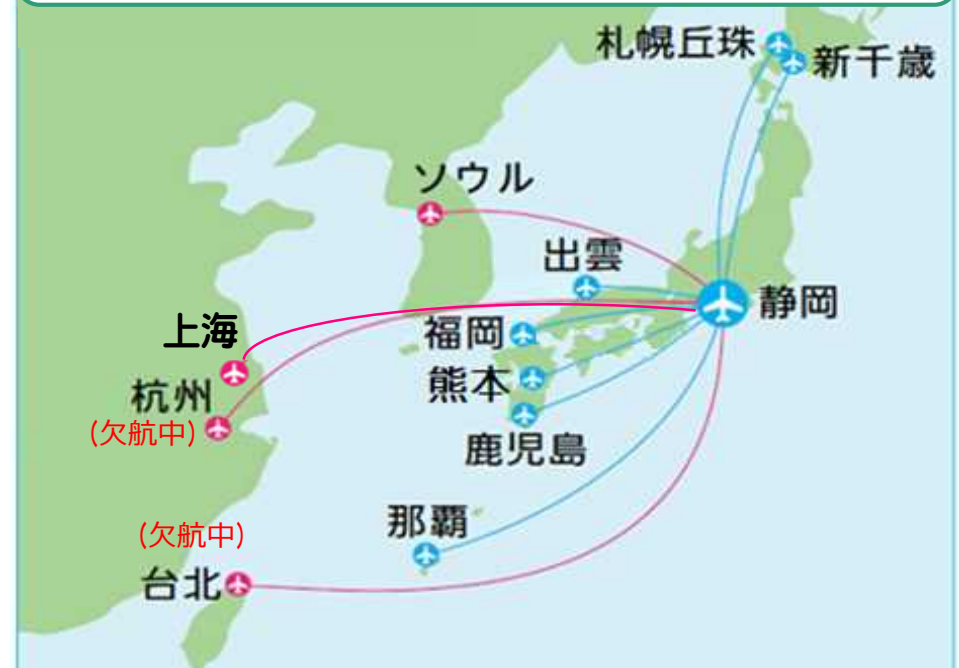 札幌丘珠
新千歳
ソウル
出雲
静岡
上海
福岡
熊本
杭州
(欠航中)
鹿児島
那覇
(欠航中)
台北